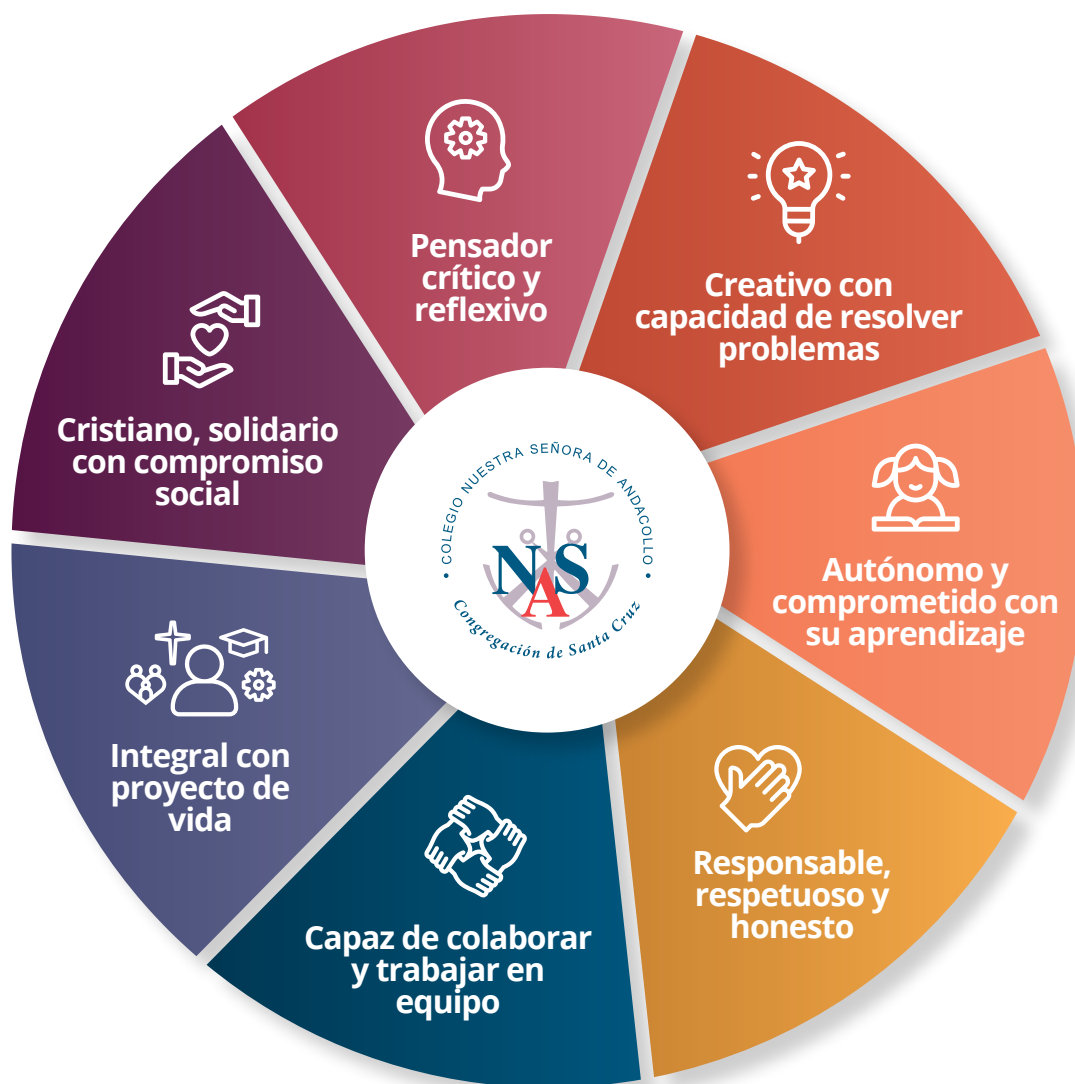 Pensador
crítico y
reflexivo
Creativo con
capacidad de resolver
problemas
Autónomo y
comprometido con
su aprendizaje
Responsable,
respetuoso y
honesto
Capaz de colaborar
y trabajar en
equipo
Integral con
proyecto de
vida
Cristiano, solidario
con compromiso
social
• COLEGIO NUESTRA SEÑORA DE ANDACOLLO •
NAS
Congregación de Santa Cruz